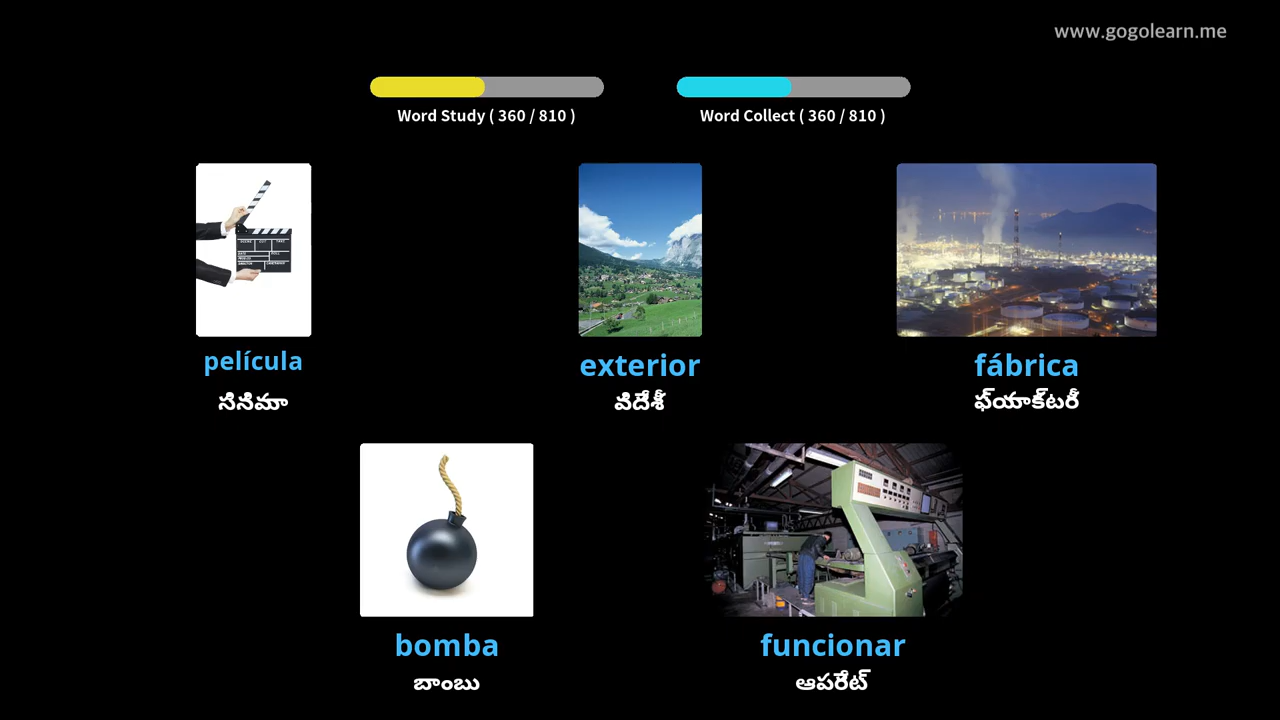 www.gogolearn.me
Word Study ( 360 / 810 )
Word Collect ( 360 / 810 )
película
exterior
fábrica
సినిమా
విదేశీ
ఫ్యాక్టరీ
bomba
funcionar
బాంబు
ఆపరేట్